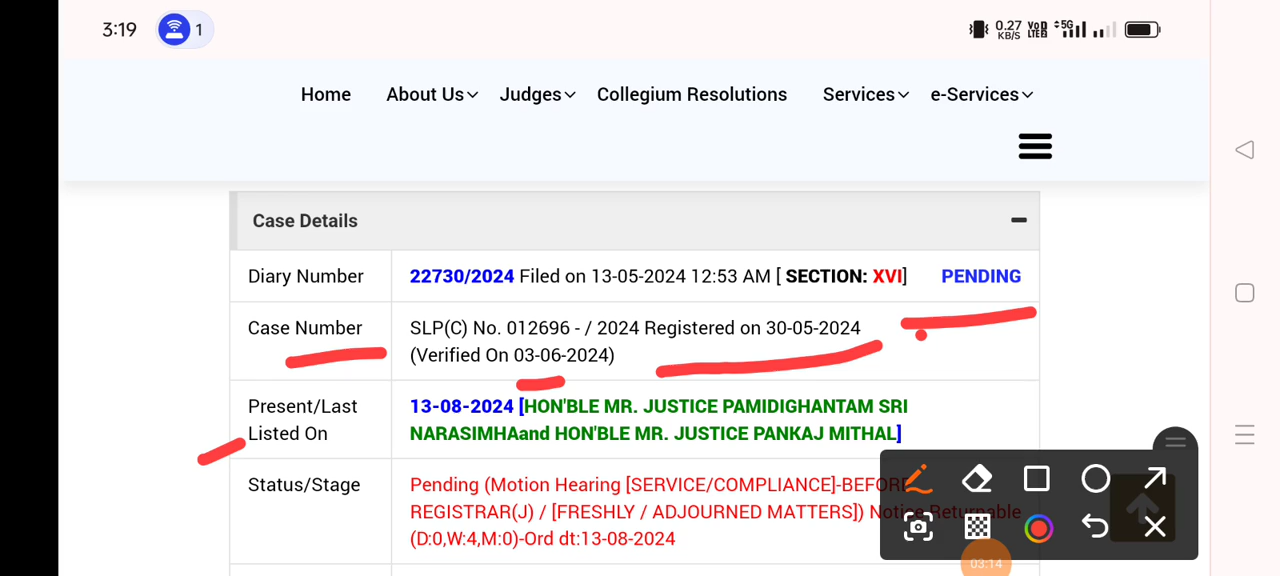 3:19
1
0.27
KB/S
VoD
LTE2
5G
Home About Us Judges Collegium Resolutions Services e-Services
Case Details
Diary Number 22730/2024 Filed on 13-05-2024 12:53 AM [ SECTION: XVI] PENDING
Case Number SLP(C) No. 012696 - / 2024 Registered on 30-05-2024
(Verified On 03-06-2024)
Present/Last 13-08-2024 [HON'BLE MR. JUSTICE PAMIDIGHANTAM SRI
Listed On NARASIMHAand HON'BLE MR. JUSTICE PANKAJ MITHAL]
Status/Stage Pending (Motion Hearing [SERVICE/COMPLIANCE]-BEFORE
REGISTRAR(J) / [FRESHLY / ADJOURNED MATTERS]) Notice Returnable
(D:0,W:4,M:0)-Ord dt:13-08-2024
03:14